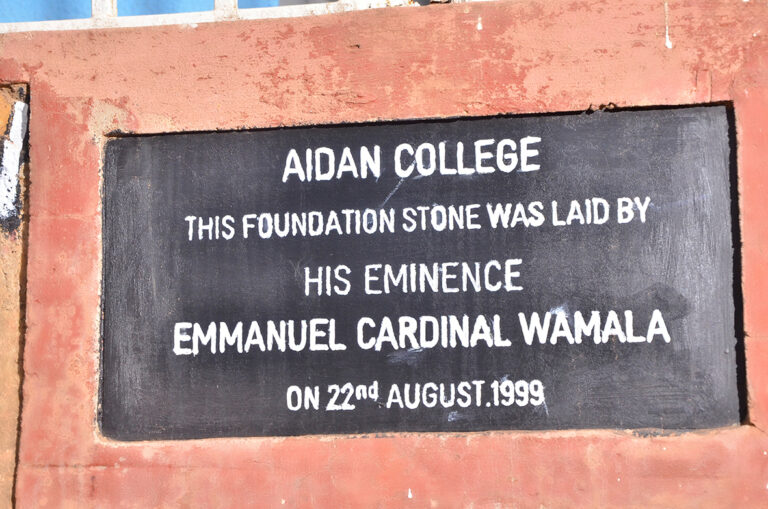 AIDAN COLLEGE
THIS FOUNDATION STONE WAS LAID BY
HIS EMINENCE
EMMANUEL CARDINAL WAMALA
ON 22nd AUGUST.1999